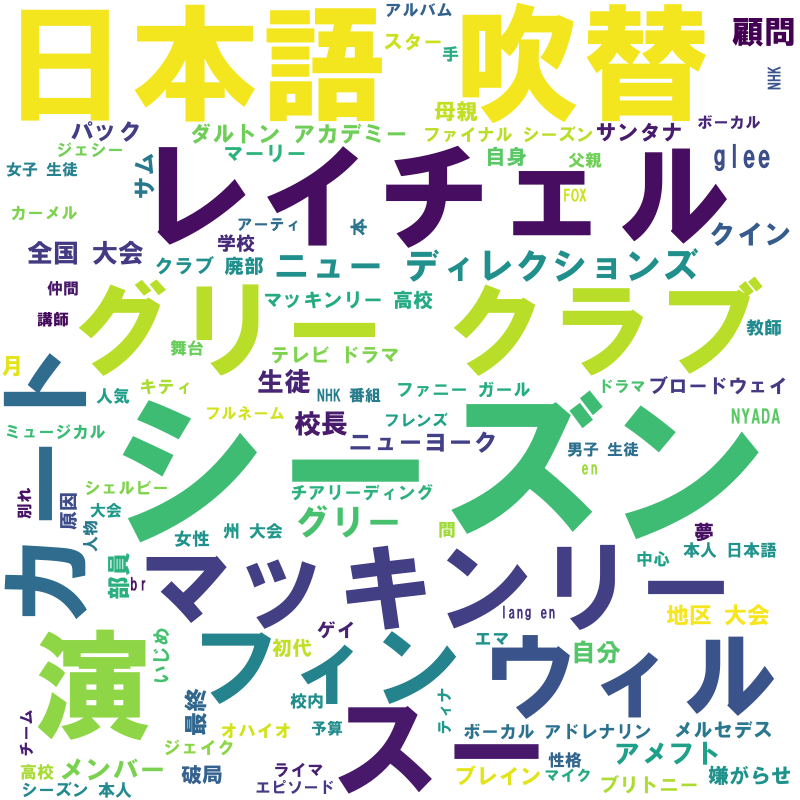 日本語 吹替
アルバム
スター
手
顧問
NHK
母親
パック
ダルトン アカデミー
ファイナル シーズン
サンタナ
ボーカル
ジェシー
マーリー
自身
父親
glee
女子 生徒
サム
レイチェル
FOX
カーメル
アーティ
本
クイン
全国 大会
学校
クラブ 廃部
ニュー ディレクションズ
仲間
グリー クラブ
マッキンリー 高校
講師
教師
舞台
テレビ ドラマ
月
カート
人気
キティ
生徒
NHK 番組
ファニー ガール
ドラマ
ブロードウェイ
フルネーム
校長
フレンズ
NYADA
ミュージカル
シーズン
ニューヨーク
男子 生徒
en
シェルビー
チアリーディング
別れ
原因
大会
グリー
間
人物
女性
州 大会
夢
中心
本人 日本語
部員
br
マッキンリー
lang en
地区 大会
演
いじめ
フィン
初代
ゲイ
エマ
自分
ウィル
最終
校内
ティナ
チーム
オハイオ
予算
スー
ボーカル アドレナリン
メルセデス
ジェイク
性格
アメフト
高校
メンバー
破局
ライマ
ブレイン
マイク
ブリトニー
嫌がらせ
シーズン 本人
エピソード